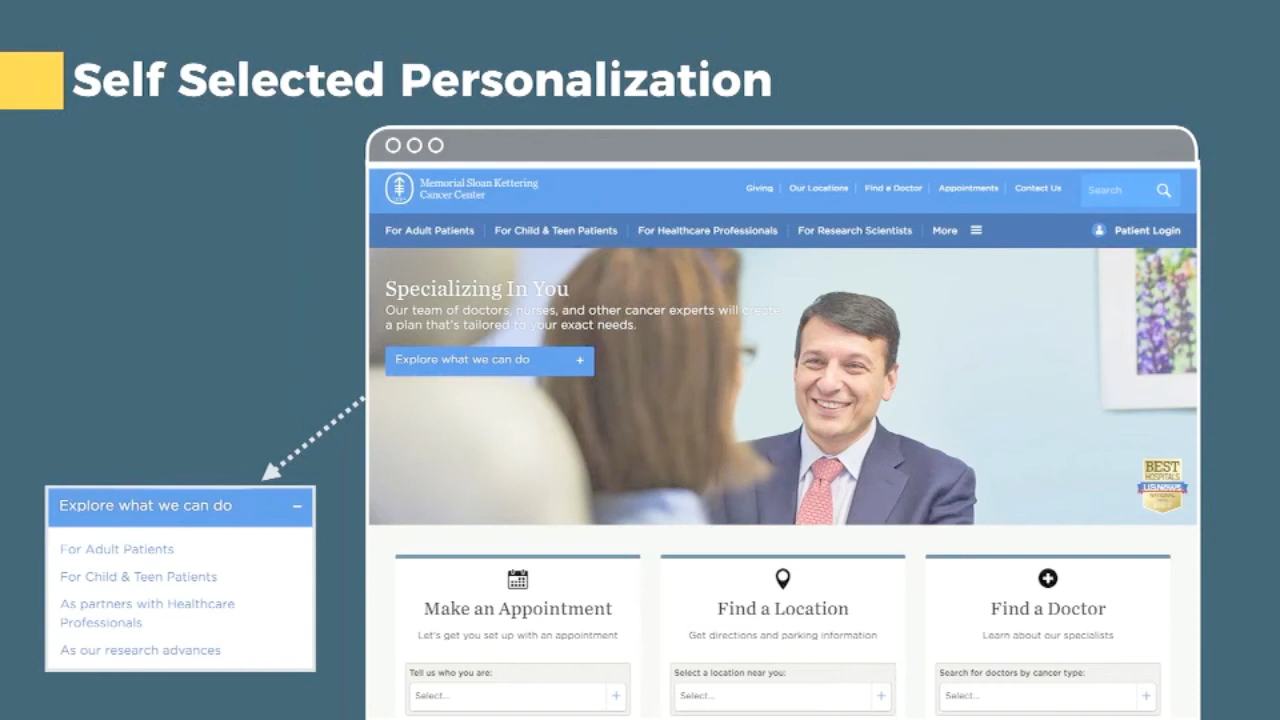 Self Selected Personalization
Memorial Sloan Kettering
Cancer Center
Giving
Our Locations
Find a Doctor
Appointments
Contact Us
Search
For Adult Patients
For Child & Teen Patients
For Healthcare Professionals
For Research Scientists
More
Patient Login
Specializing In You
Our team of doctors, nurses, and other cancer experts will create
a plan that's tailored to your exact needs.
Explore what we can do +
BEST
HOSPITALS
U.S.News
NATIONAL
Explore what we can do –
For Adult Patients
For Child & Teen Patients
As partners with Healthcare
Professionals
As our research advances
Make an Appointment
Let's get you set up with an appointment
Tell us who you are:
Select... +
Find a Location
Get directions and parking information
Select a location near you:
Select... +
Find a Doctor
Learn about our specialists
Search for doctors by cancer type:
Select... +